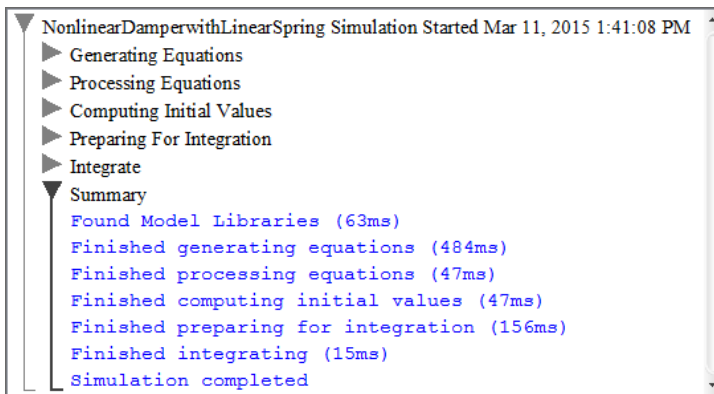 NonlinearDamperwithLinearSpring Simulation Started Mar 11, 2015 1:41:08 PM
Generating Equations
Processing Equations
Computing Initial Values
Preparing For Integration
Integrate
Summary
Found Model Libraries (63ms)
Finished generating equations (484ms)
Finished processing equations (47ms)
Finished computing initial values (47ms)
Finished preparing for integration (156ms)
Finished integrating (15ms)
Simulation completed